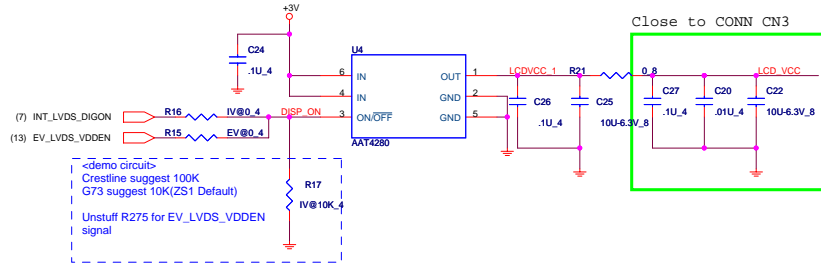 +3V
Close to CONN CN3
C24
.1U_4
U4
6 IN
4 IN
3 ON/OFF
OUT 1
GND 2
GND 5
AAT4280
LCDVCC_1
R21
0_8
LCD_VCC
C26
.1U_4
C25
10U-6.3V_8
C27
.1U_4
C20
.01U_4
C22
10U-6.3V_8
(7) INT_LVDS_DIGON
R16
IV@0_4
DISP_ON
(13) EV_LVDS_VDDEN
R15
EV@0_4
R17
IV@10K_4
<demo circuit>
Crestline suggest 100K
G73 suggest 10K(ZS1 Default)
Unstuff R275 for EV_LVDS_VDDEN
signal